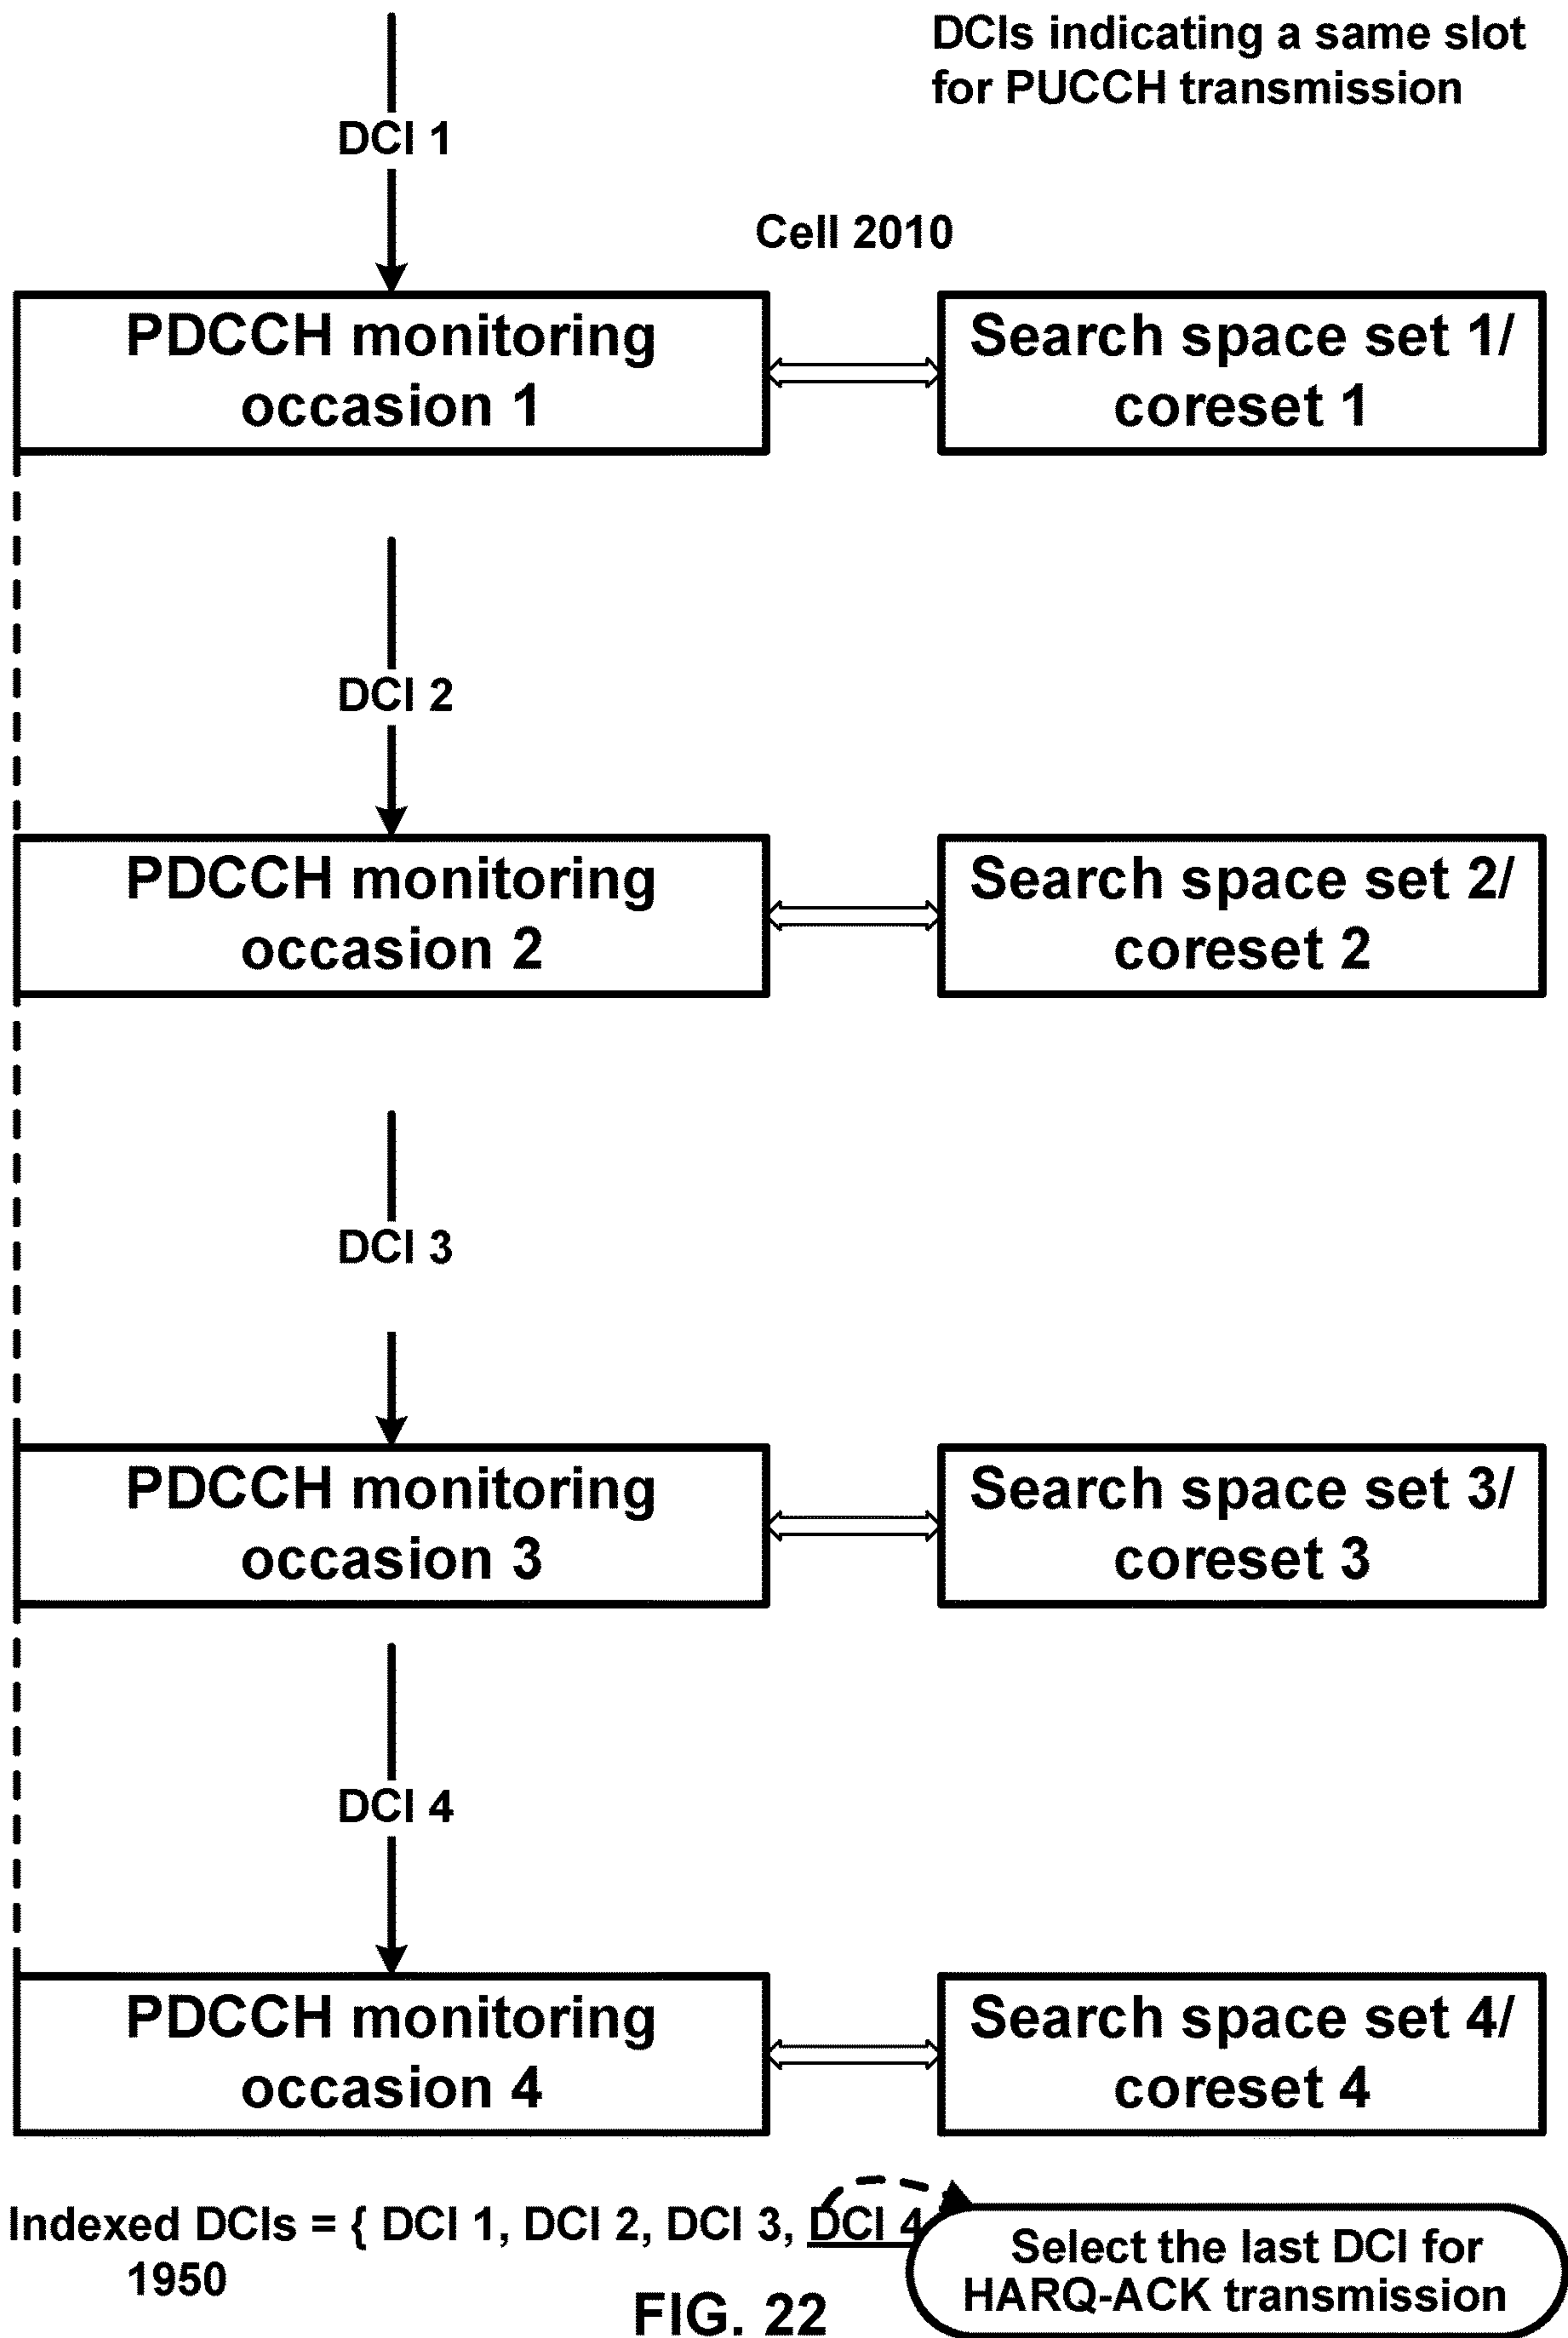 DCIs indicating a same slot
for PUCCH transmission
DCI 1
Cell 2010
PDCCH monitoring
occasion 1
Search space set 1/
coreset 1
DCI 2
PDCCH monitoring
occasion 2
Search space set 2/
coreset 2
DCI 3
PDCCH monitoring
occasion 3
Search space set 3/
coreset 3
DCI 4
PDCCH monitoring
occasion 4
Search space set 4/
coreset 4
Indexed DCIs = { DCI 1, DCI 2, DCI 3, DCI 4
1950
Select the last DCI for
HARQ-ACK transmission
FIG. 22